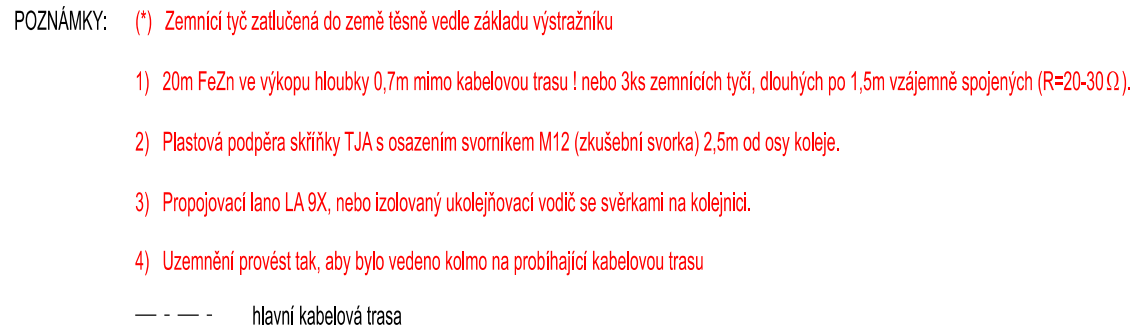 POZNÁMKY: (*) Zemnící tyč zatlučená do země těsně vedle základu výstražníku
1) 20m FeZn ve výkopu hloubky 0,7m mimo kabelovou trasu ! nebo 3ks zemnících tyčí, dlouhých po 1,5m vzájemně spojených (R=20-30 Ω).
2) Plastová podpěra skříňky TJA s osazením svorníkem M12 (zkušební svorka) 2,5m od osy koleje.
3) Propojovací lano LA 9X, nebo izolovaný ukolejňovací vodič se svěrkami na kolejnici.
4) Uzemnění provést tak, aby bylo vedeno kolmo na probíhající kabelovou trasu
hlavní kabelová trasa